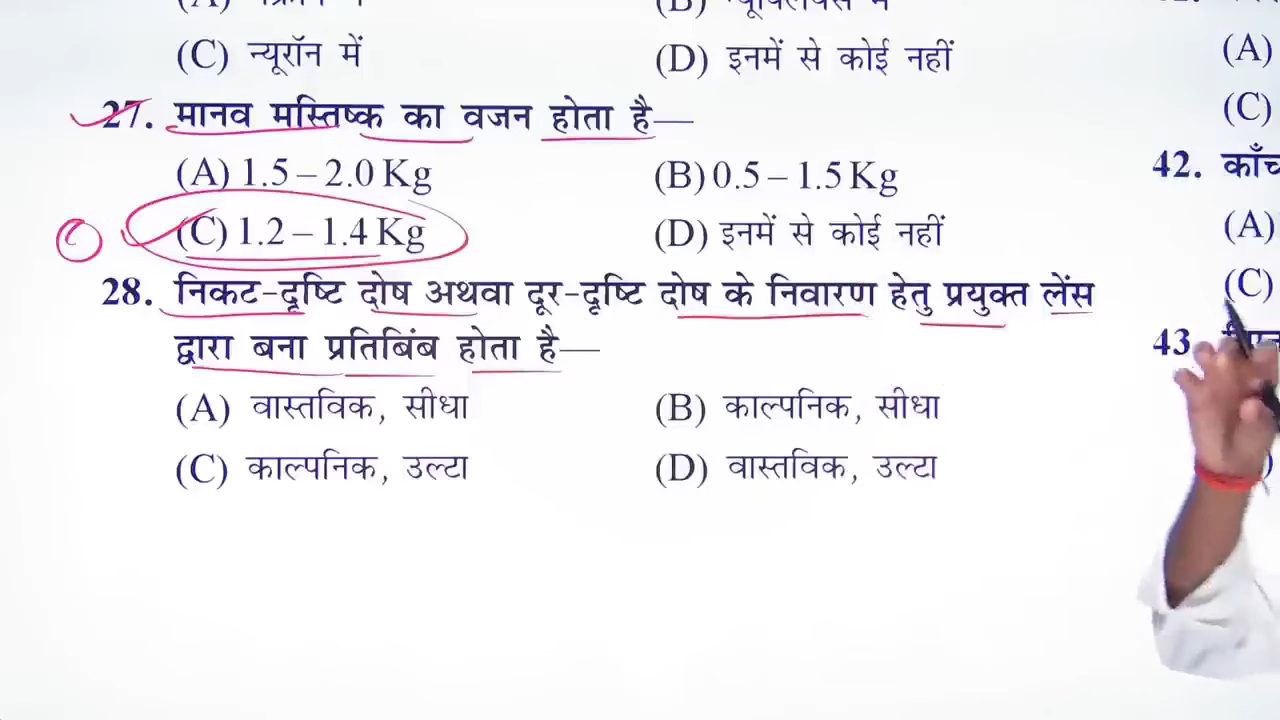 (C) न्यूरॉन में (D) इनमें से कोई नहीं
27. मानव मस्तिष्क का वजन होता है—
(A) 1.5 – 2.0 Kg (B) 0.5 – 1.5 Kg
(C) 1.2 – 1.4 Kg (D) इनमें से कोई नहीं
28. निकट-दृष्टि दोष अथवा दूर-दृष्टि दोष के निवारण हेतु प्रयुक्त लेंस
द्वारा बना प्रतिबिंब होता है—
(A) वास्तविक, सीधा (B) काल्पनिक, सीधा
(C) काल्पनिक, उल्टा (D) वास्तविक, उल्टा
(A)
(C)
42. काँच
(A)
(C)
43.